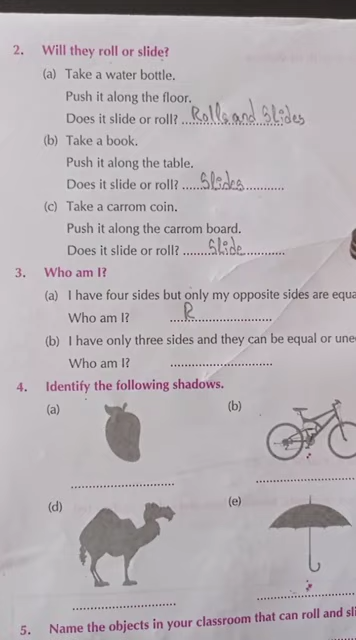 2. Will they roll or slide?
(a) Take a water bottle.
Push it along the floor.
Does it slide or roll? ...Rolls and Slides
(b) Take a book.
Push it along the table.
Does it slide or roll? .....Slides............
(c) Take a carrom coin.
Push it along the carrom board.
Does it slide or roll? .......Slide............
3. Who am I?
(a) I have four sides but only my opposite sides are equa
Who am I? ....R......................
(b) I have only three sides and they can be equal or une
Who am I? ............................
4. Identify the following shadows.
(a) (b)
............................ ............................
(d) (e)
............................ ............................
5. Name the objects in your classroom that can roll and sli